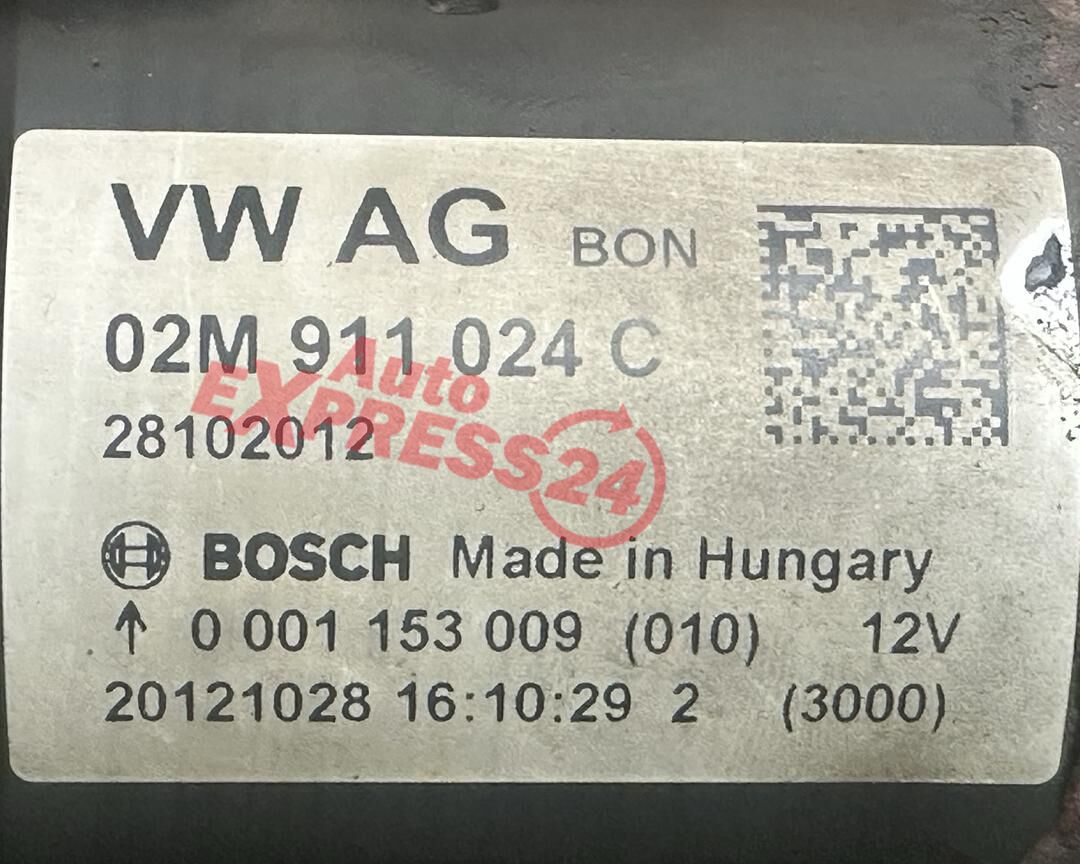 VW AG BON
02M 911 024 C
28102012
Auto
EXPRESS24
BOSCH Made in Hungary
↑ 0 001 153 009 (010) 12V
20121028 16:10:29 2 (3000)